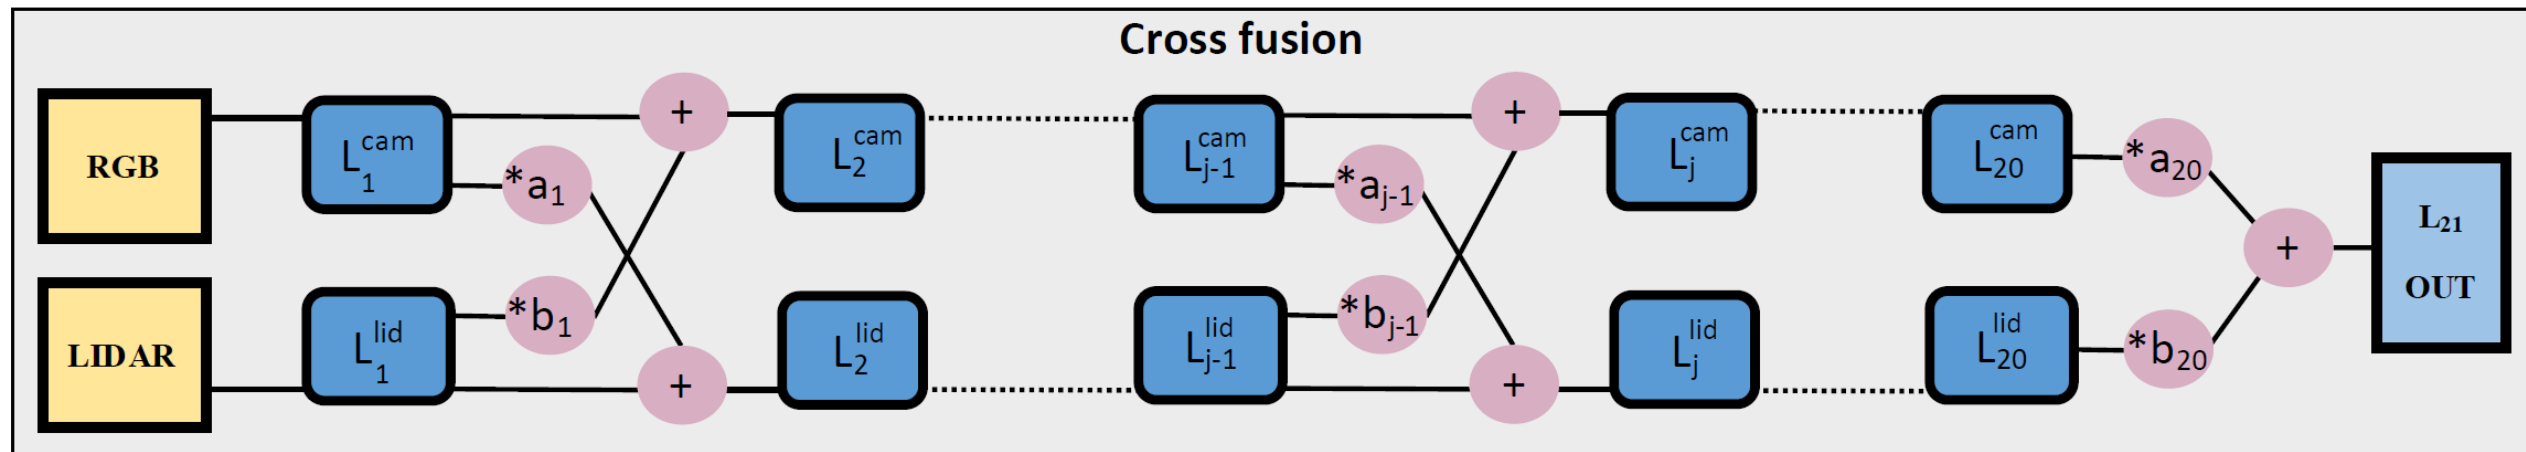 Cross fusion
RGB
L₁ᶜᵃᵐ
*a₁
+
L₂ᶜᵃᵐ
Lⱼ₋₁ᶜᵃᵐ
*aⱼ₋₁
+
Lⱼᶜᵃᵐ
L₂₀ᶜᵃᵐ
*a₂₀
LIDAR
L₁ˡⁱᵈ
*b₁
+
L₂ˡⁱᵈ
Lⱼ₋₁ˡⁱᵈ
*bⱼ₋₁
+
Lⱼˡⁱᵈ
L₂₀ˡⁱᵈ
*b₂₀
+
L₂₁
OUT